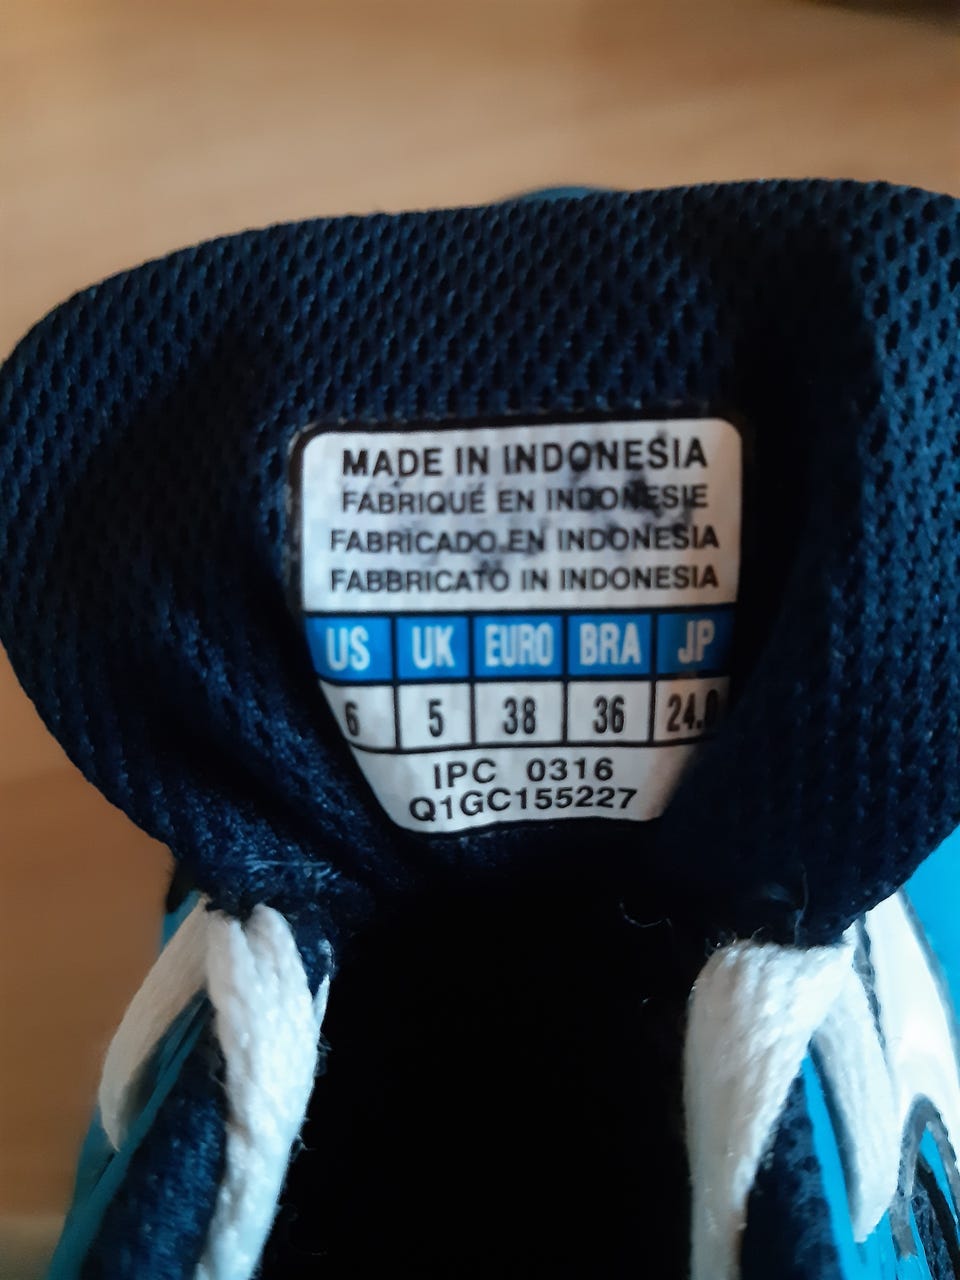 MADE IN INDONESIA
FABRIQUÉ EN INDONESIE
FABRICADO EN INDONESIA
FABBRICATO IN INDONESIA
US UK EURO BRA JP
6 5 38 36 24.0
IPC 0316
Q1GC155227